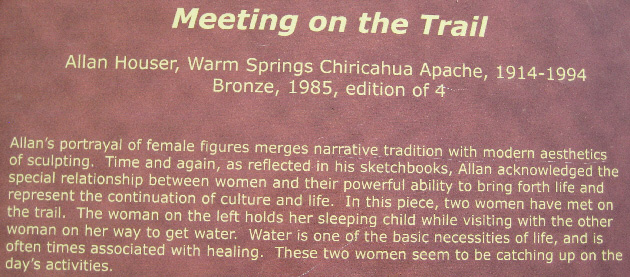 Meeting on the Trail
Allan Houser, Warm Springs Chiricahua Apache, 1914-1994
Bronze, 1985, edition of 4
Allan's portrayal of female figures merges narrative tradition with modern aesthetics
of sculpting. Time and again, as reflected in his sketchbooks, Allan acknowledged the
special relationship between women and their powerful ability to bring forth life and
represent the continuation of culture and life. In this piece, two women have met on
the trail. The woman on the left holds her sleeping child while visiting with the other
woman on her way to get water. Water is one of the basic necessities of life, and is
often times associated with healing. These two women seem to be catching up on the
day's activities.